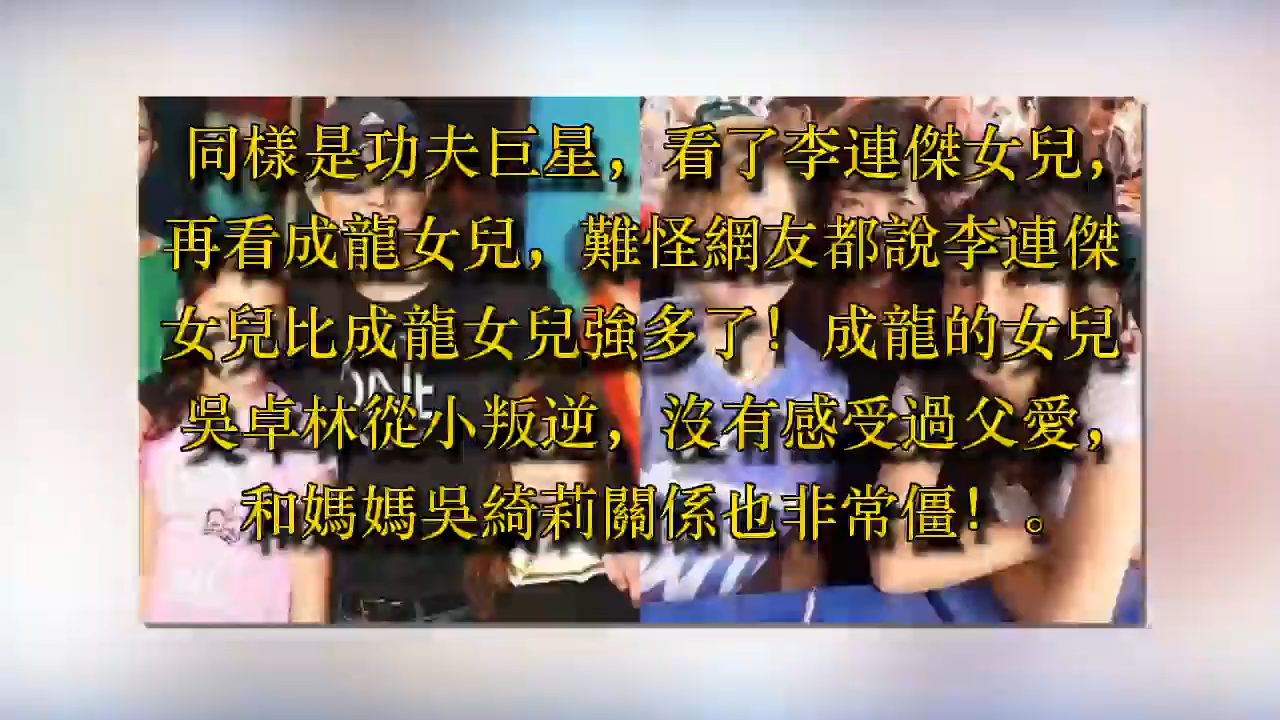 同樣是功夫巨星，看了李連傑女兒，
再看成龍女兒，難怪網友都說李連傑
女兒比成龍女兒強多了！成龍的女兒
吳卓林從小叛逆，沒有感受過父愛，
和媽媽吳綺莉關係也非常僵！。